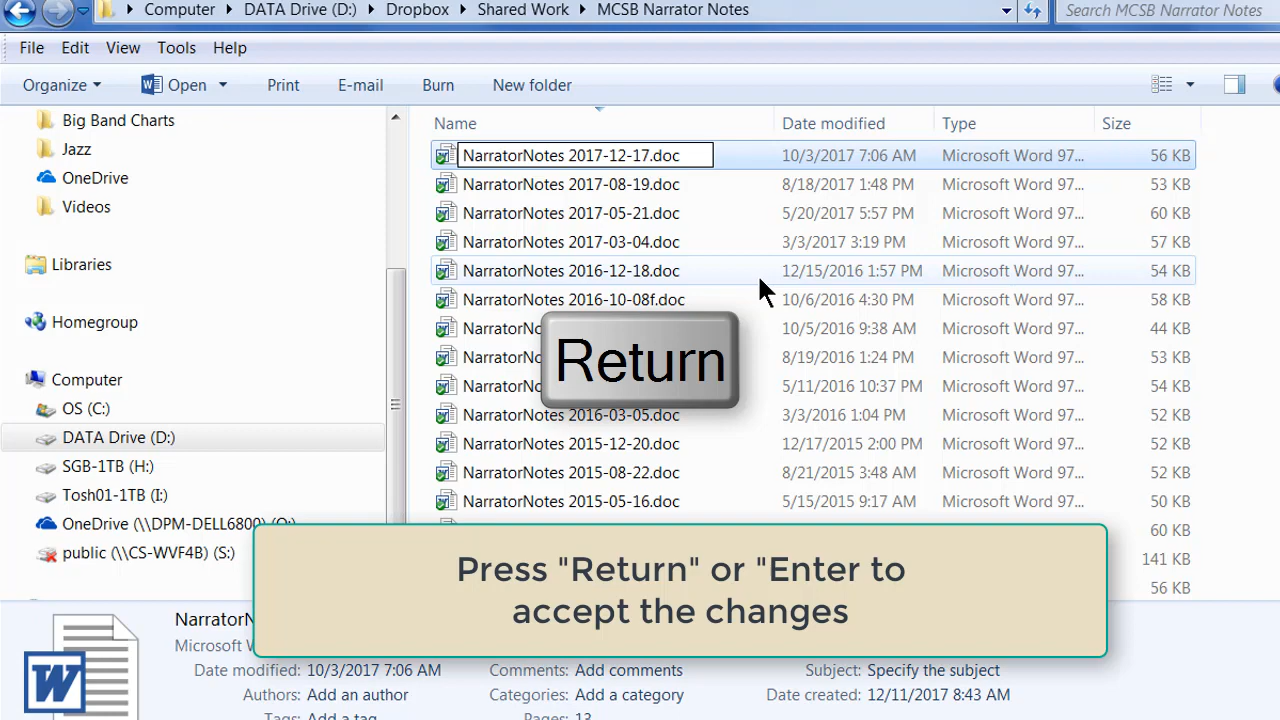 Computer DATA Drive (D:) Dropbox Shared Work MCSB Narrator Notes Search MCSB Narrator Notes
File Edit View Tools Help
Organize Open Print E-mail Burn New folder
Big Band Charts
Jazz
OneDrive
Videos
Libraries
Homegroup
Computer
OS (C:)
DATA Drive (D:)
SGB-1TB (H:)
Tosh01-1TB (I:)
OneDrive (\\DPM-DELL6800)
public (\\CS-WVF4B) (S:)
Name Date modified Type Size
NarratorNotes 2017-12-17.doc 10/3/2017 7:06 AM Microsoft Word 97... 56 KB
NarratorNotes 2017-08-19.doc 8/18/2017 1:48 PM Microsoft Word 97... 53 KB
NarratorNotes 2017-05-21.doc 5/20/2017 5:57 PM Microsoft Word 97... 60 KB
NarratorNotes 2017-03-04.doc 3/3/2017 3:19 PM Microsoft Word 97... 57 KB
NarratorNotes 2016-12-18.doc 12/15/2016 1:57 PM Microsoft Word 97... 54 KB
NarratorNotes 2016-10-08f.doc 10/6/2016 4:30 PM Microsoft Word 97... 58 KB
10/5/2016 9:38 AM Microsoft Word 97... 44 KB
8/19/2016 1:24 PM Microsoft Word 97... 53 KB
5/11/2016 10:37 PM Microsoft Word 97... 54 KB
NarratorNotes 2016-03-05.doc 3/3/2016 1:04 PM Microsoft Word 97... 52 KB
NarratorNotes 2015-12-20.doc 12/17/2015 2:00 PM Microsoft Word 97... 52 KB
NarratorNotes 2015-08-22.doc 8/21/2015 3:48 AM Microsoft Word 97... 52 KB
NarratorNotes 2015-05-16.doc 5/15/2015 9:17 AM Microsoft Word 97... 50 KB
60 KB
141 KB
56 KB
Return
Press "Return" or "Enter to
accept the changes
Microsoft W
Date modified: 10/3/2017 7:06 AM Comments: Add comments Subject: Specify the subject
Authors: Add an author Categories: Add a category Date created: 12/11/2017 8:43 AM
Tags: Add a tag Pages: 13